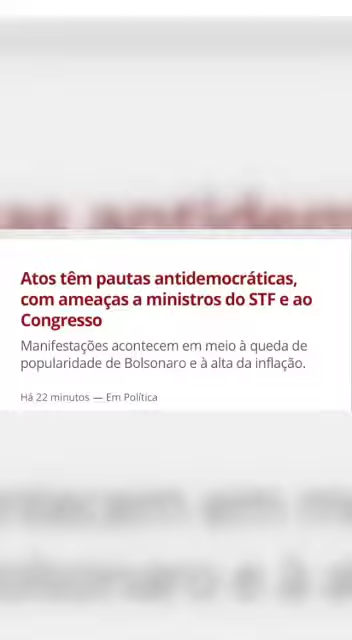 Atos têm pautas antidemocráticas,
com ameaças a ministros do STF e ao
Congresso
Manifestações acontecem em meio à queda de
popularidade de Bolsonaro e à alta da inflação.
Há 22 minutos — Em Política